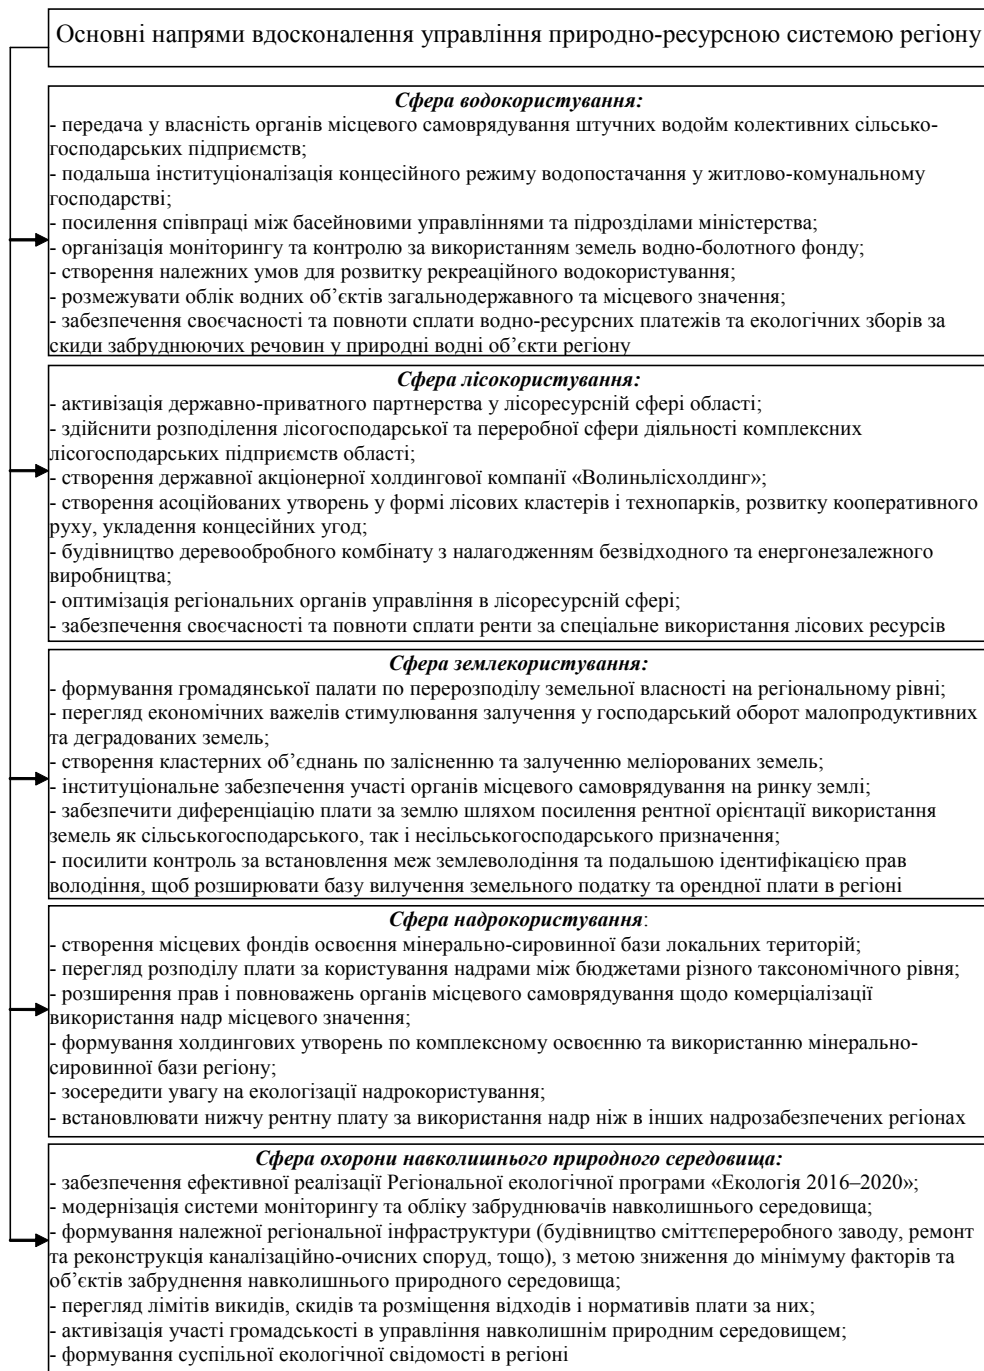 Основні напрями вдосконалення управління природно-ресурсною системою регіону
Сфера водокористування:
- передача у власність органів місцевого самоврядування штучних водойм колективних сільсько-
господарських підприємств;
- подальша інституціоналізація концесійного режиму водопостачання у житлово-комунальному
господарстві;
- посилення співпраці між басейновими управліннями та підрозділами міністерства;
- організація моніторингу та контролю за використанням земель водно-болотного фонду;
- створення належних умов для розвитку рекреаційного водокористування;
- розмежувати облік водних об’єктів загальнодержавного та місцевого значення;
- забезпечення своєчасності та повноти сплати водно-ресурсних платежів та екологічних зборів за
скиди забруднюючих речовин у природні водні об’єкти регіону
Сфера лісокористування:
- активізація державно-приватного партнерства у лісоресурсній сфері області;
- здійснити розподілення лісогосподарської та переробної сфери діяльності комплексних
лісогосподарських підприємств області;
- створення державної акціонерної холдингової компанії «Волиньлісхолдинг»;
- створення асоційованих утворень у формі лісових кластерів і технопарків, розвитку кооперативного
руху, укладення концесійних угод;
- будівництво деревообробного комбінату з налагодженням безвідходного та енергонезалежного
виробництва;
- оптимізація регіональних органів управління в лісоресурсній сфері;
- забезпечення своєчасності та повноти сплати ренти за спеціальне використання лісових ресурсів
Сфера землекористування:
- формування громадянської палати по перерозподілу земельної власності на регіональному рівні;
- перегляд економічних важелів стимулювання залучення у господарський оборот малопродуктивних
та деградованих земель;
- створення кластерних об’єднань по залісненню та залученню меліорованих земель;
- інституціональне забезпечення участі органів місцевого самоврядування на ринку землі;
- забезпечити диференціацію плати за землю шляхом посилення рентної орієнтації використання
земель як сільськогосподарського, так і несільськогосподарського призначення;
- посилити контроль за встановлення меж землеволодіння та подальшою ідентифікацією прав
володіння, щоб розширювати базу вилучення земельного податку та орендної плати в регіоні
Сфера надрокористування:
- створення місцевих фондів освоєння мінерально-сировинної бази локальних територій;
- перегляд розподілу плати за користування надрами між бюджетами різного таксономічного рівня;
- розширення прав і повноважень органів місцевого самоврядування щодо комерціалізації
використання надр місцевого значення;
- формування холдингових утворень по комплексному освоєнню та використанню мінерально-
сировинної бази регіону;
- зосередити увагу на екологізації надрокористування;
- встановлювати нижчу рентну плату за використання надр ніж в інших надрозабезпечених регіонах
Сфера охорони навколишнього природного середовища:
- забезпечення ефективної реалізації Регіональної екологічної програми «Екологія 2016–2020»;
- модернізація системи моніторингу та обліку забруднювачів навколишнього середовища;
- формування належної регіональної інфраструктури (будівництво сміттєпереробного заводу, ремонт
та реконструкція каналізаційно-очисних споруд, тощо), з метою зниження до мінімуму факторів та
об’єктів забруднення навколишнього природного середовища;
- перегляд лімітів викидів, скидів та розміщення відходів і нормативів плати за них;
- активізація участі громадськості в управління навколишнім природним середовищем;
- формування суспільної екологічної свідомості в регіоні